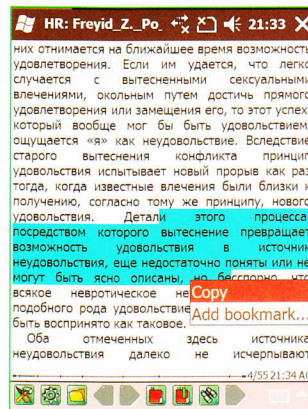 HR: Freyid_Z._Po_ 21:33
них отнимается на ближайшее время возможность
удовлетворения. Если им удается, что легко
случается с вытесненными сексуальными
влечениями, окольным путем достичь прямого
удовлетворения или замещения его, то этот успех,
который вообще мог бы быть удовольствием,
ощущается «я» как неудовольствие. Вследствие
старого вытеснения конфликта принцип
удовольствия испытывает новый прорыв как раз
тогда, когда известные влечения были близки к
получению, согласно тому же принципу, нового
удовольствия. Детали этого процесса,
посредством которого вытеснение превращает
возможность удовольствия в источник
неудовольствия, еще недостаточно поняты или не
могут быть ясно описаны, но бесспорно, что
всякое невротическое не
подобного рода удовольствие
быть воспринято как таковое.
Copy
Add bookmark...
Оба отмеченных здесь источника
неудовольствия далеко не исчерпывают
4/55 21:34 AC